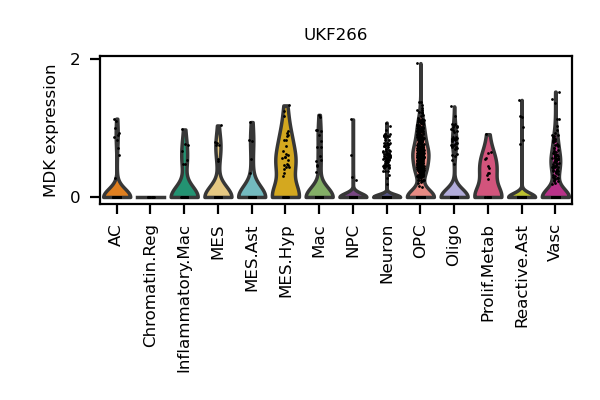 UKF266
MDK expression
2
0
AC
Chromatin.Reg
Inflammatory.Mac
MES
MES.Ast
MES.Hyp
Mac
NPC
Neuron
OPC
Oligo
Prolif.Metab
Reactive.Ast
Vasc